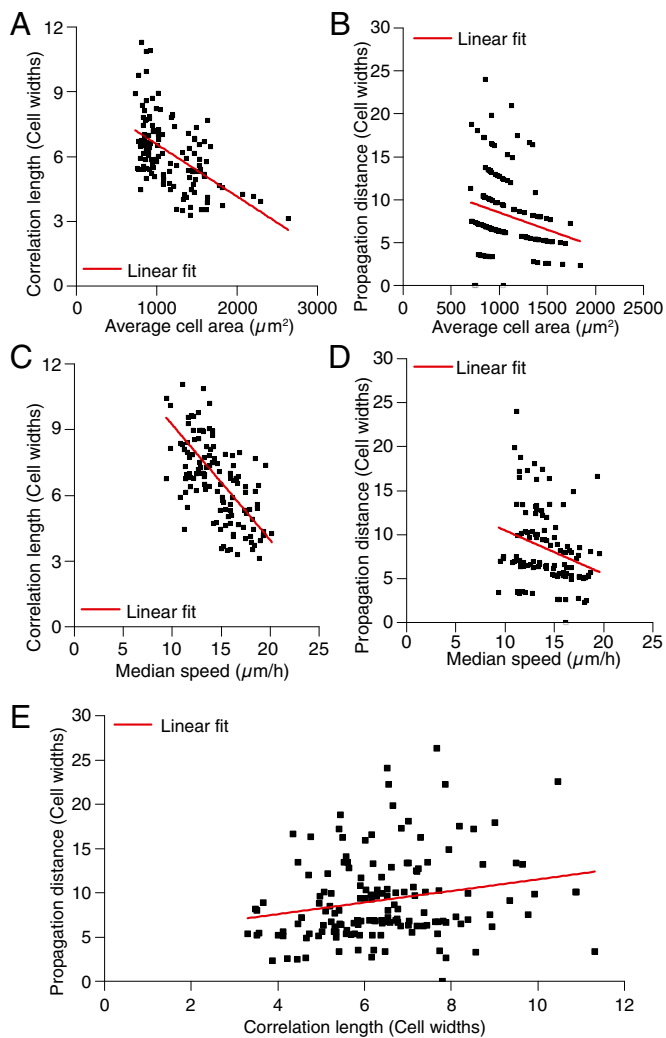 A
Correlation length (Cell widths)
12
9
6
3
0
0 1000 2000 3000
Average cell area (µm²)
Linear fit
B
Propagation distance (Cell widths)
30
25
20
15
10
5
0
0 500 1000 1500 2000 2500
Average cell area (µm²)
Linear fit
C
Correlation length (Cell widths)
12
9
6
3
0
0 5 10 15 20 25
Median speed (µm/h)
Linear fit
D
Propagation distance (Cell widths)
30
25
20
15
10
5
0
0 5 10 15 20 25
Median speed (µm/h)
Linear fit
E
Propagation distance (Cell widths)
30
25
20
15
10
5
0
0 2 4 6 8 10 12
Correlation length (Cell widths)
Linear fit